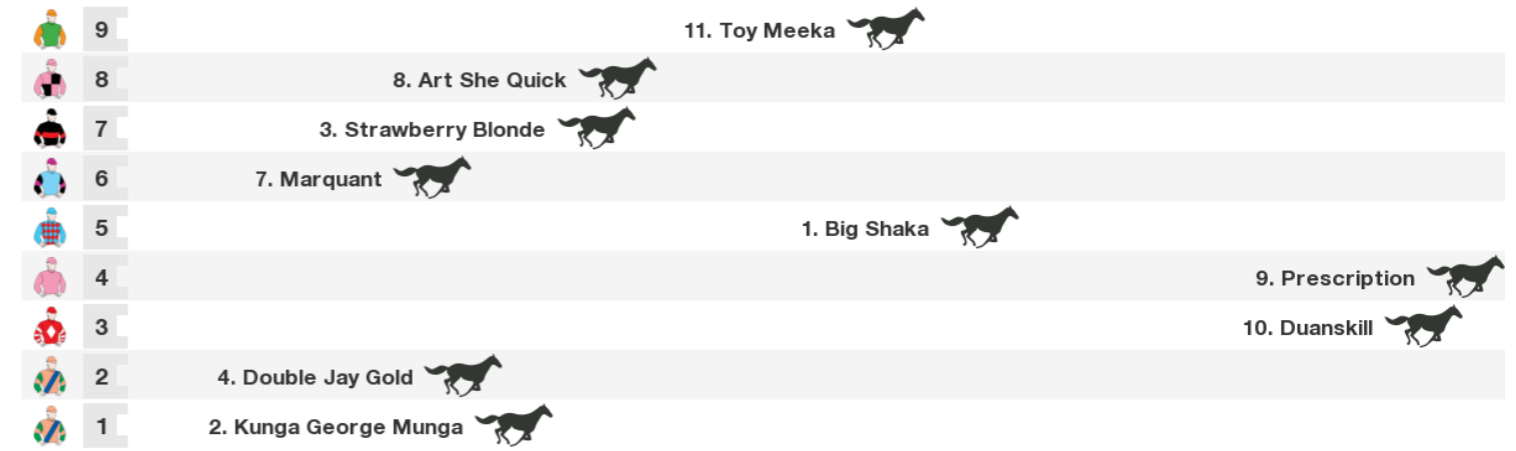 9 11. Toy Meeka
8 8. Art She Quick
7 3. Strawberry Blonde
6 7. Marquant
5 1. Big Shaka
4 9. Prescription
3 10. Duanskill
2 4. Double Jay Gold
1 2. Kunga George Munga